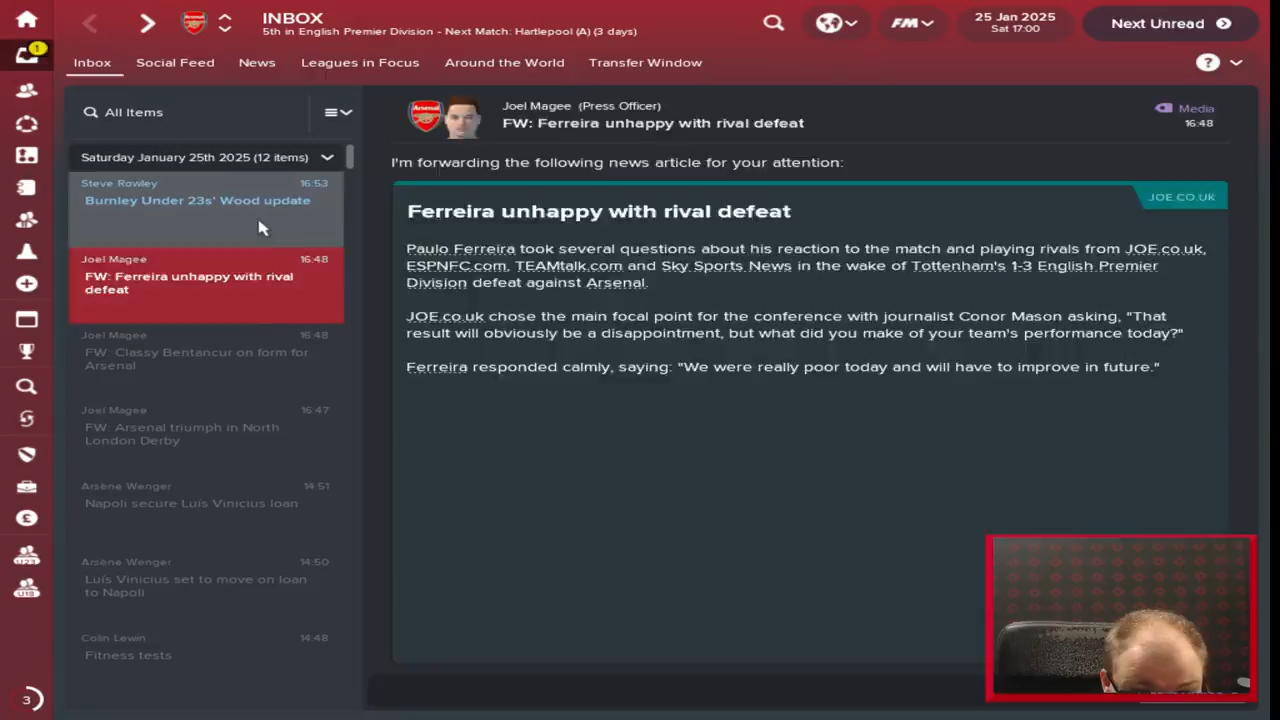 1
INBOX
5th in English Premier Division - Next Match: Hartlepool (A) (3 days)
FM
25 Jan 2025
Sat 17:00
Next Unread
Inbox
Social Feed
News
Leagues in Focus
Around the World
Transfer Window
?
All Items
Saturday January 25th 2025 (12 items)
Steve Rowley 16:53
Burnley Under 23s' Wood update
Joel Magee 16:48
FW: Ferreira unhappy with rival
defeat
Joel Magee 16:48
FW: Classy Bentancur on form for
Arsenal
Joel Magee 16:47
FW: Arsenal triumph in North
London Derby
Arsène Wenger 14:51
Napoli secure Luís Vinicius loan
Arsène Wenger 14:50
Luís Vinicius set to move on loan
to Napoli
Colin Lewin 14:48
Fitness tests
U23
U18
3
Arsenal
Joel Magee (Press Officer)
FW: Ferreira unhappy with rival defeat
Media
16:48
I'm forwarding the following news article for your attention:
JOE.CO.UK
Ferreira unhappy with rival defeat
Paulo Ferreira took several questions about his reaction to the match and playing rivals from JOE.co.uk,
ESPNFC.com, TEAMtalk.com and Sky Sports News in the wake of Tottenham's 1-3 English Premier
Division defeat against Arsenal.
JOE.co.uk chose the main focal point for the conference with journalist Conor Mason asking, "That
result will obviously be a disappointment, but what did you make of your team's performance today?"
Ferreira responded calmly, saying: "We were really poor today and will have to improve in future."